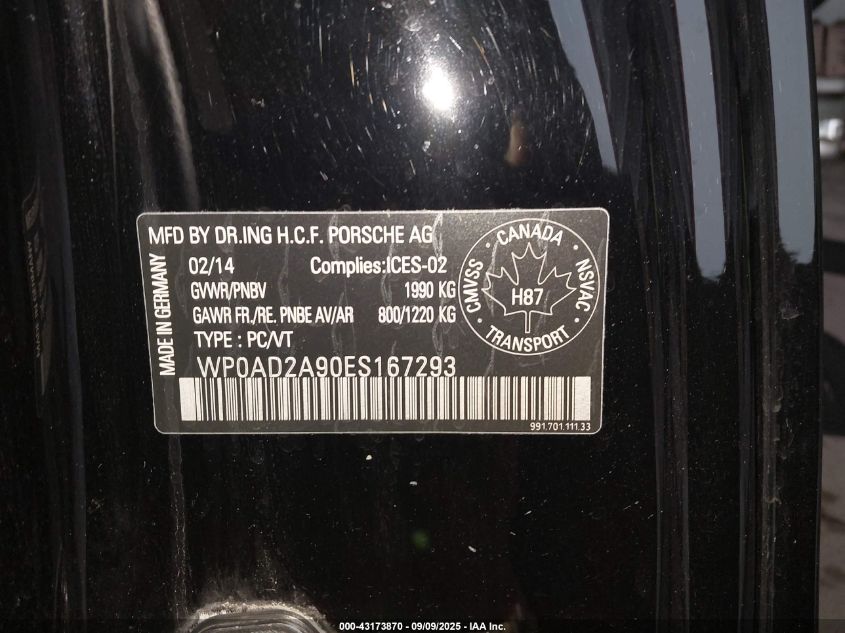 MFD BY DR.ING H.C.F. PORSCHE AG
02/14 Complies:ICES-02
GVWR/PNBV 1990 KG
GAWR FR./RE. PNBE AV/AR 800/1220 KG
TYPE : PC/VT
WP0AD2A90ES167293
991.701.111.33
MADE IN GERMANY
CANADA
CMVSS
NSVAC
H87
TRANSPORT
000-43173870 - 09/09/2025 - IAA Inc.